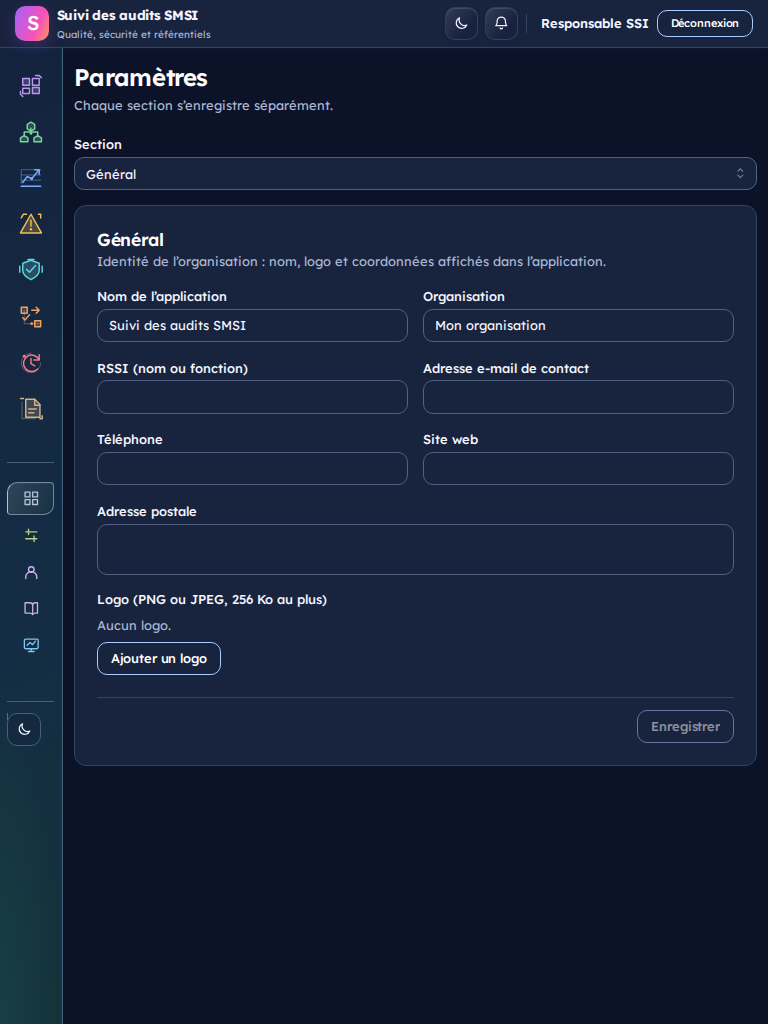 S
Suivi des audits SMSI
Qualité, sécurité et référentiels
Responsable SSI
Déconnexion
Paramètres
Chaque section s’enregistre séparément.
Section
Général
Général
Identité de l’organisation : nom, logo et coordonnées affichés dans l’application.
Nom de l’application
Organisation
Suivi des audits SMSI
Mon organisation
RSSI (nom ou fonction)
Adresse e-mail de contact
Téléphone
Site web
Adresse postale
Logo (PNG ou JPEG, 256 Ko au plus)
Aucun logo.
Ajouter un logo
Enregistrer